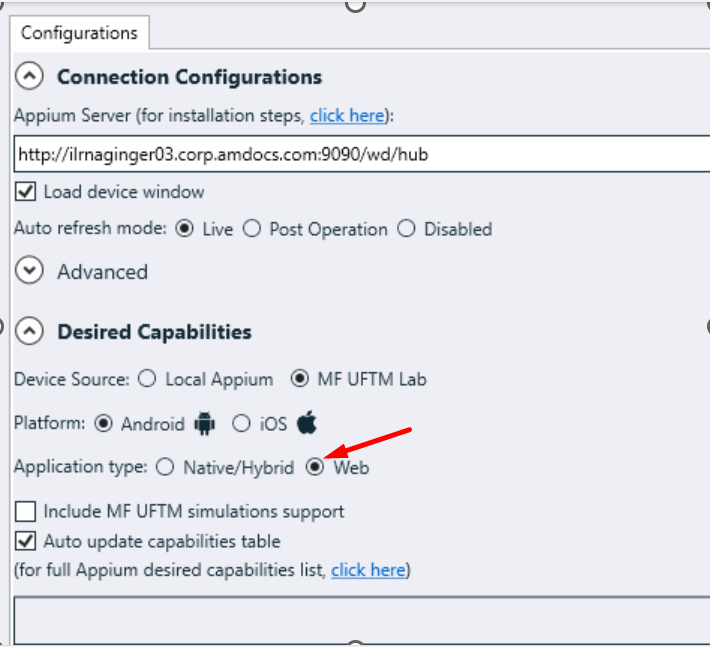 Configurations
Connection Configurations
Appium Server (for installation steps, click here):
http://ilrnaginger03.corp.amdocs.com:9090/wd/hub
Load device window
Auto refresh mode: Live Post Operation Disabled
Advanced
Desired Capabilities
Device Source: Local Appium MF UFTM Lab
Platform: Android iOS
Application type: Native/Hybrid Web
Include MF UFTM simulations support
Auto update capabilities table
(for full Appium desired capabilities list, click here)